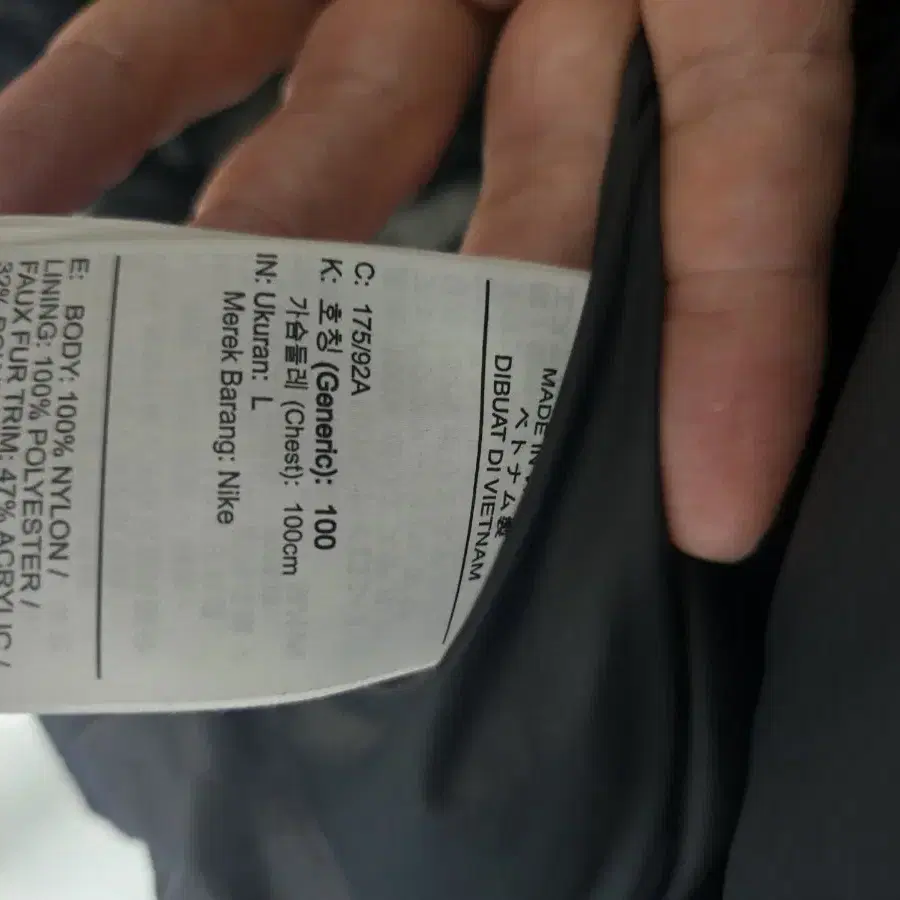 MADE IN
ベトナム製
DIBUAT DI VIETNAM
C: 175/92A
K: 호칭 (Generic): 100
가슴둘레 (Chest): 100cm
IN: Ukuran: L
Merek Barang: Nike
E: BODY: 100% NYLON /
LINING: 100% POLYESTER /
FAUX FUR TRIM: 47% ACRYLIC /